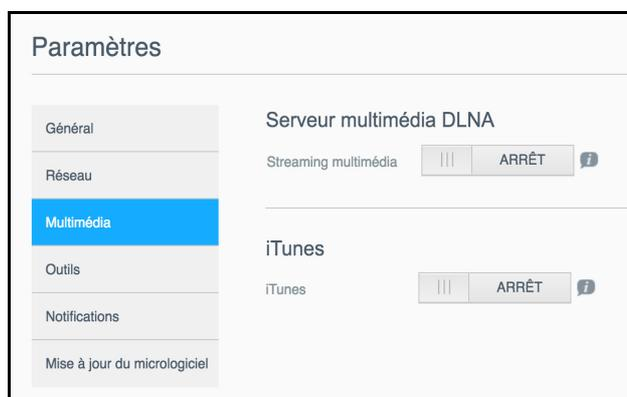 Paramètres
Général
Réseau
Multimédia
Outils
Notifications
Mise à jour du micrologiciel
Serveur multimédia DLNA
Streaming multimédia ARRÊT
iTunes
iTunes ARRÊT